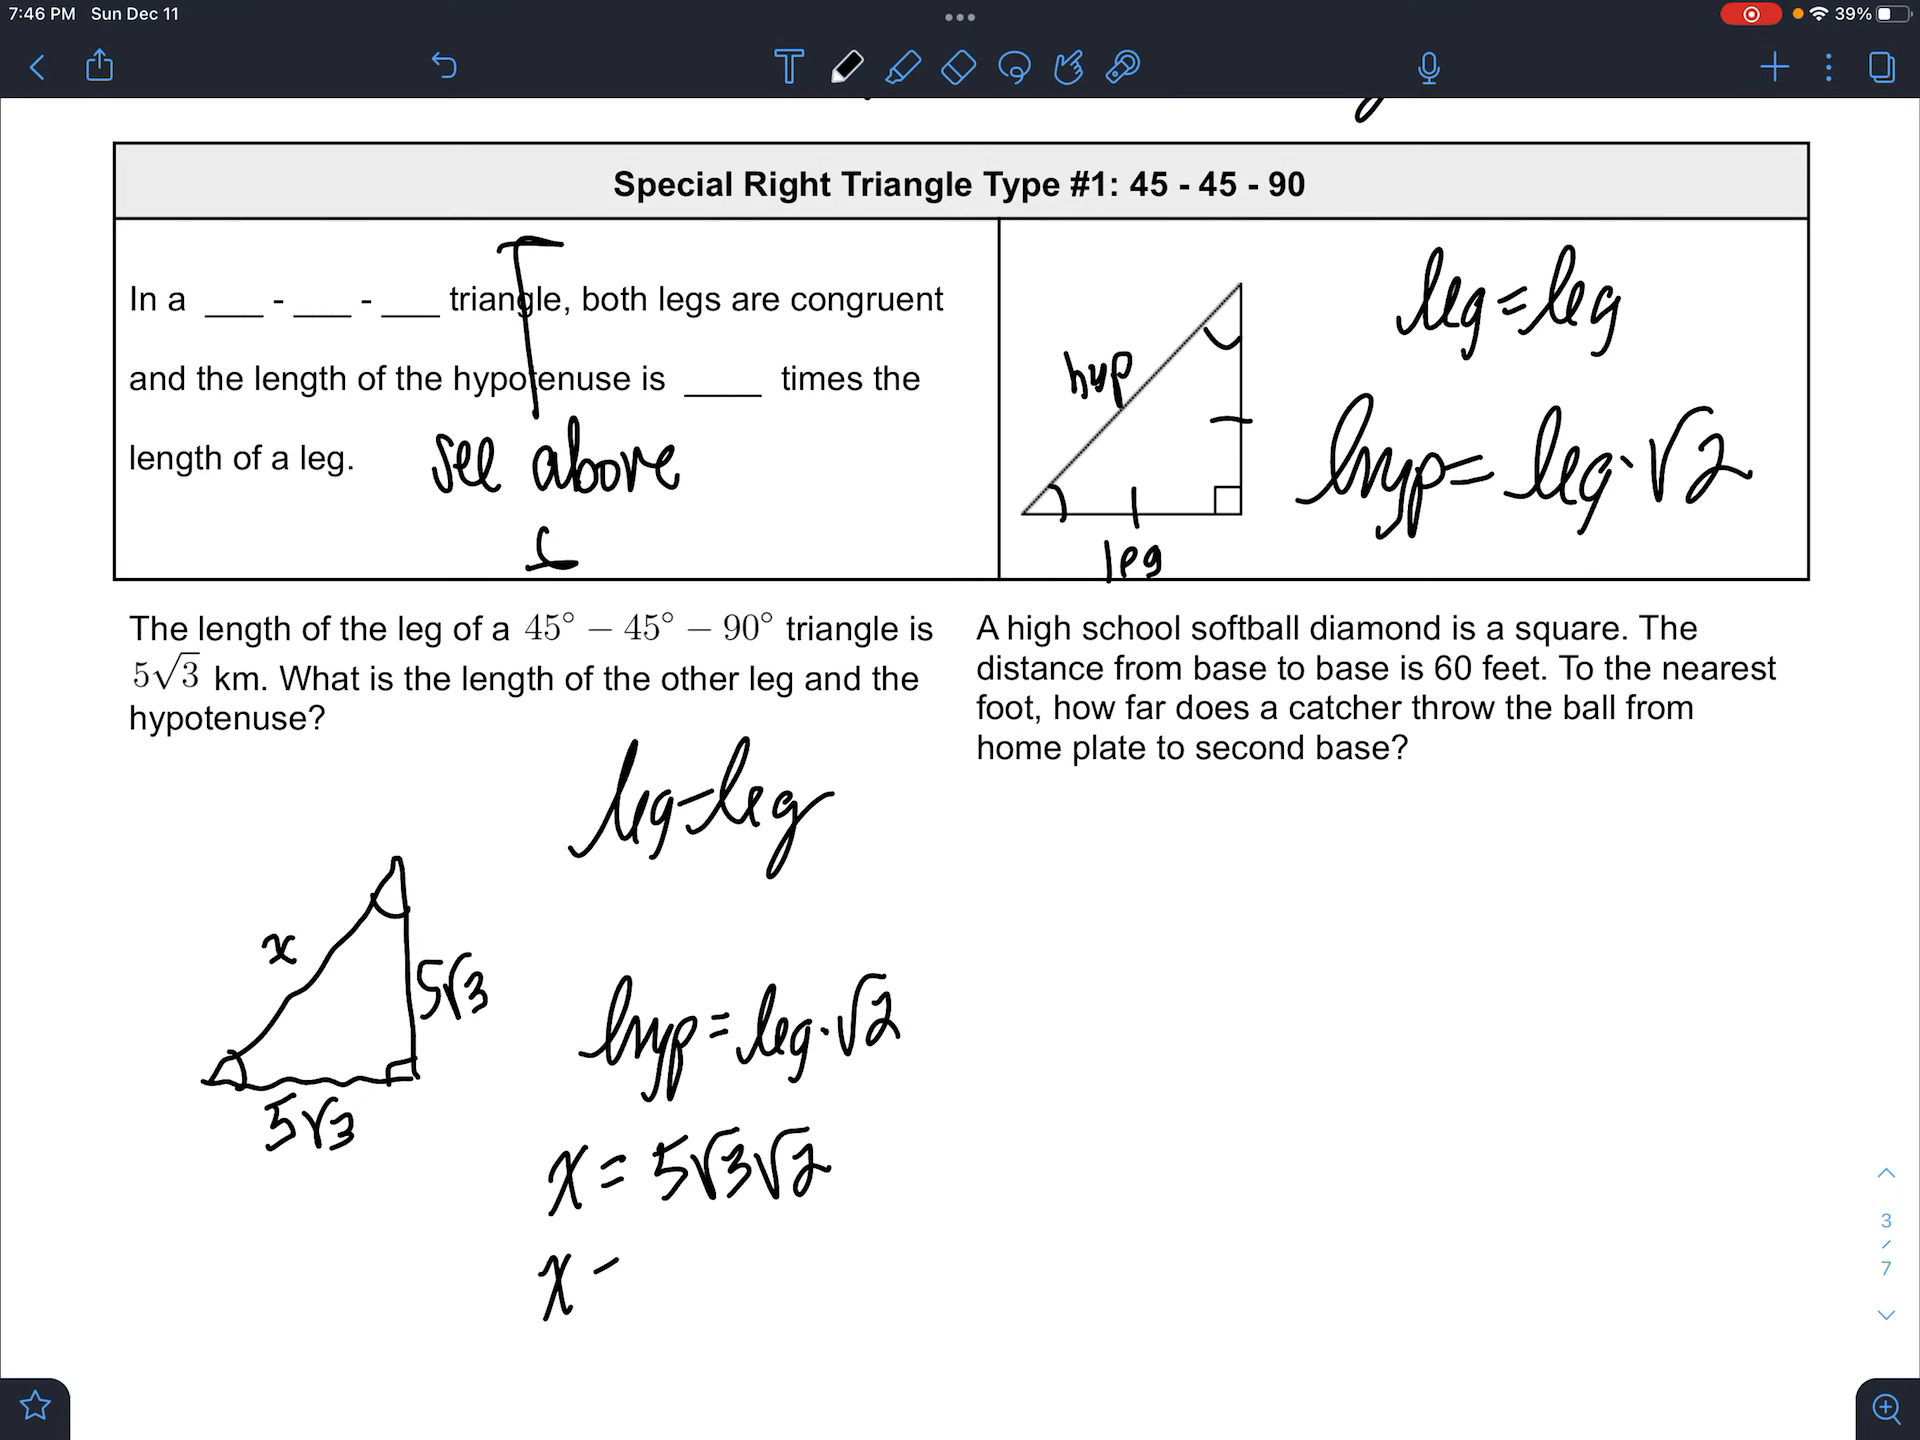 7:46 PM Sun Dec 11
39%
Special Right Triangle Type #1: 45 - 45 - 90
In a ___ - ___ - ___ triangle, both legs are congruent
and the length of the hypotenuse is ____ times the
length of a leg.
see above
hyp
leg
leg=leg
hyp= leg·√2
The length of the leg of a 45° – 45° – 90° triangle is
5√3 km. What is the length of the other leg and the
hypotenuse?
leg=leg
x
5√3
5√3
hyp=leg·√2
x = 5√3√2
x -
A high school softball diamond is a square. The
distance from base to base is 60 feet. To the nearest
foot, how far does a catcher throw the ball from
home plate to second base?
3
/
7